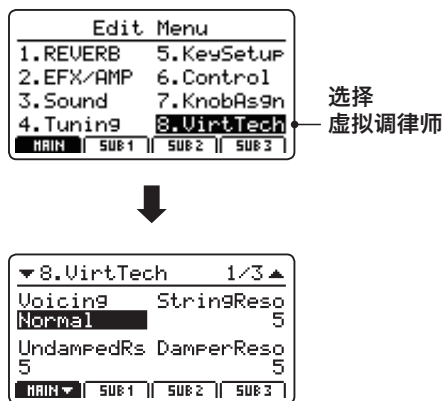 Edit Menu
1.REVERB 5.KeySetup
2.EFX/AMP 6.Control
3.Sound 7.KnobAsgn
4.Tuning 8.VirtTech
MAIN SUB1 SUB2 SUB3
选择
虚拟调律师
▼8.VirtTech 1/3▲
Voicing StringReso
Normal 5
UndampedRs DamperReso
5 5
MAIN▼ SUB1 SUB2 SUB3